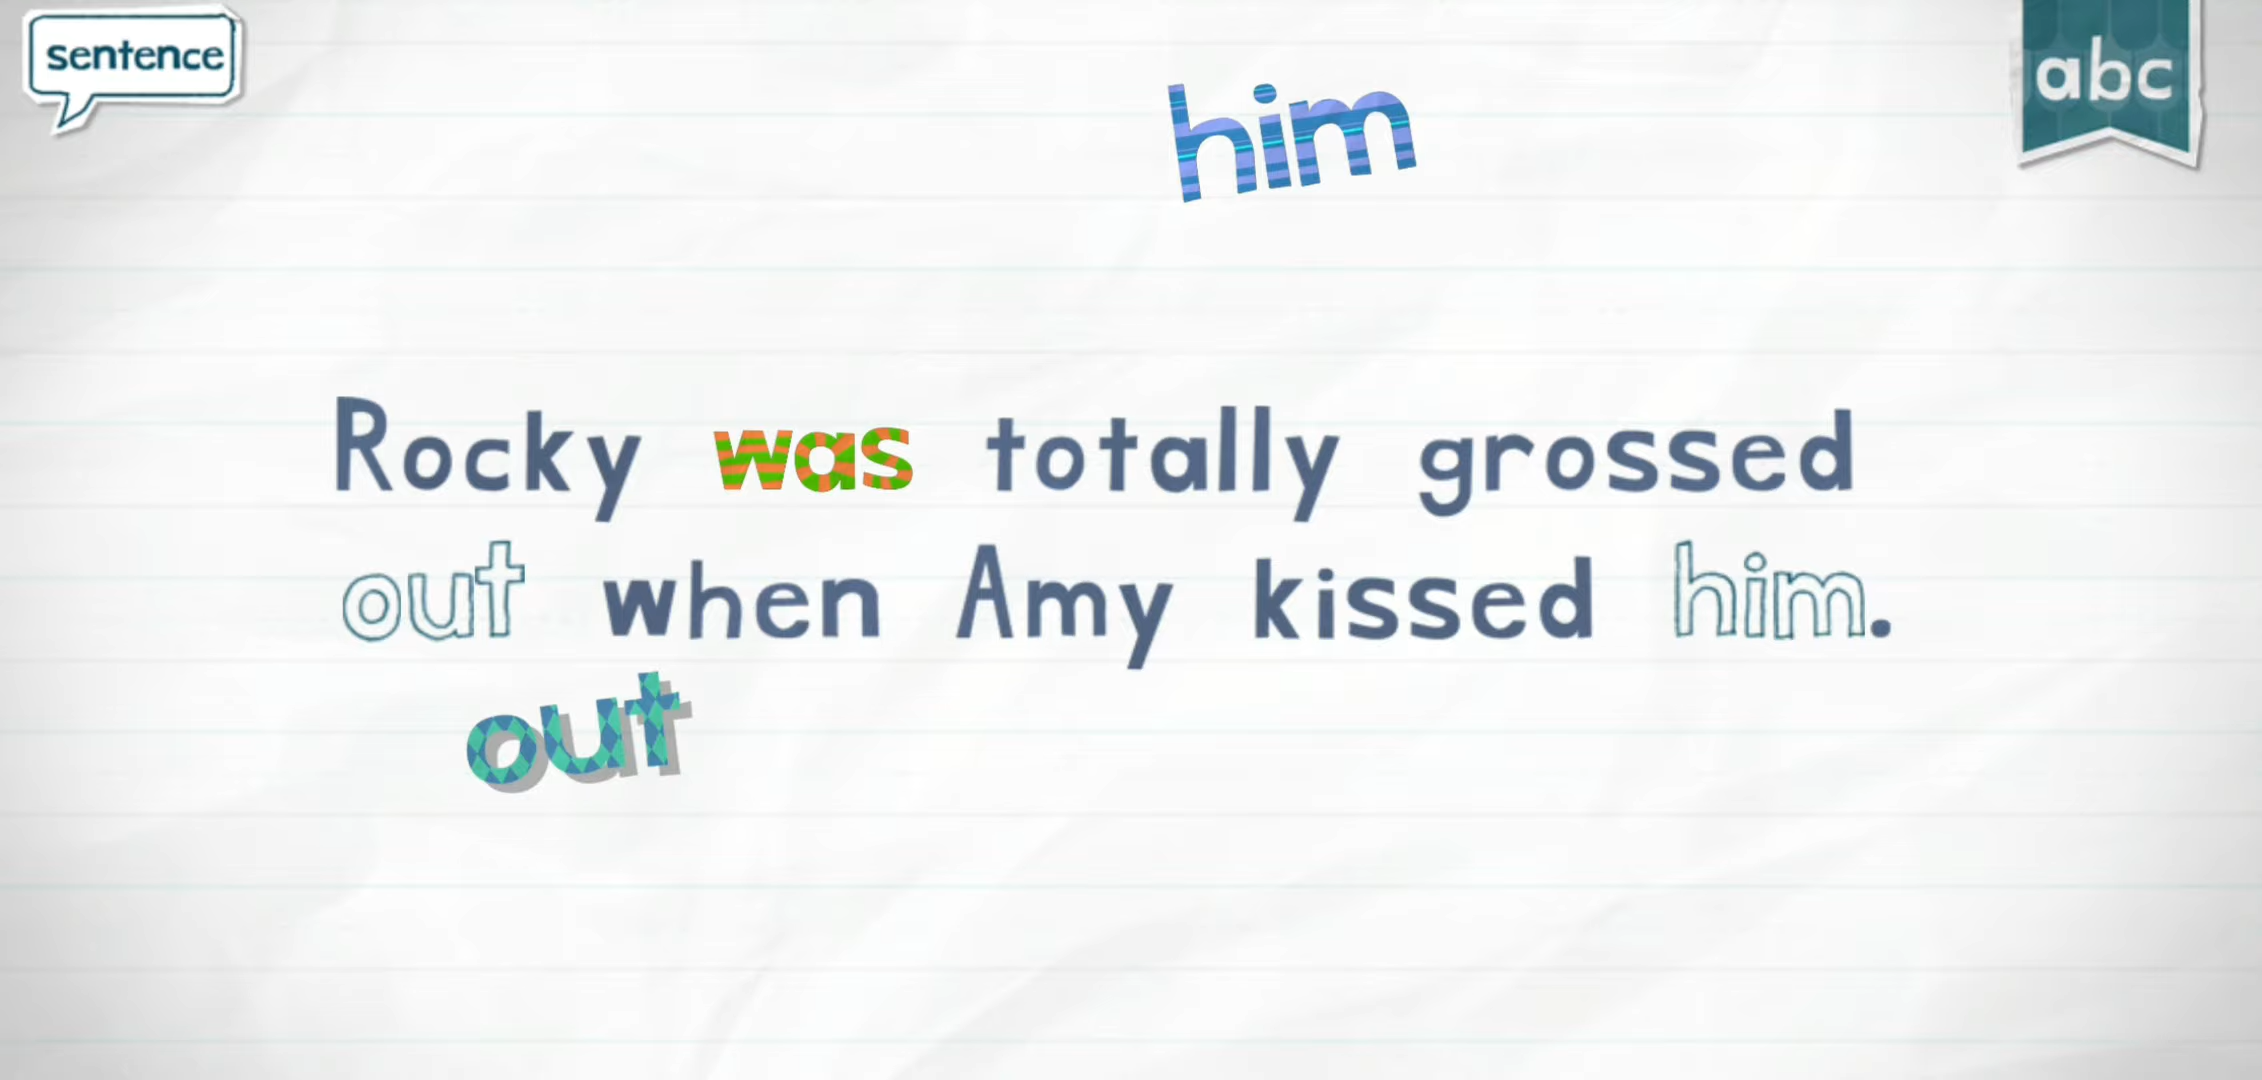 sentence
abc
him
Rocky was totally grossed
out when Amy kissed him.
out